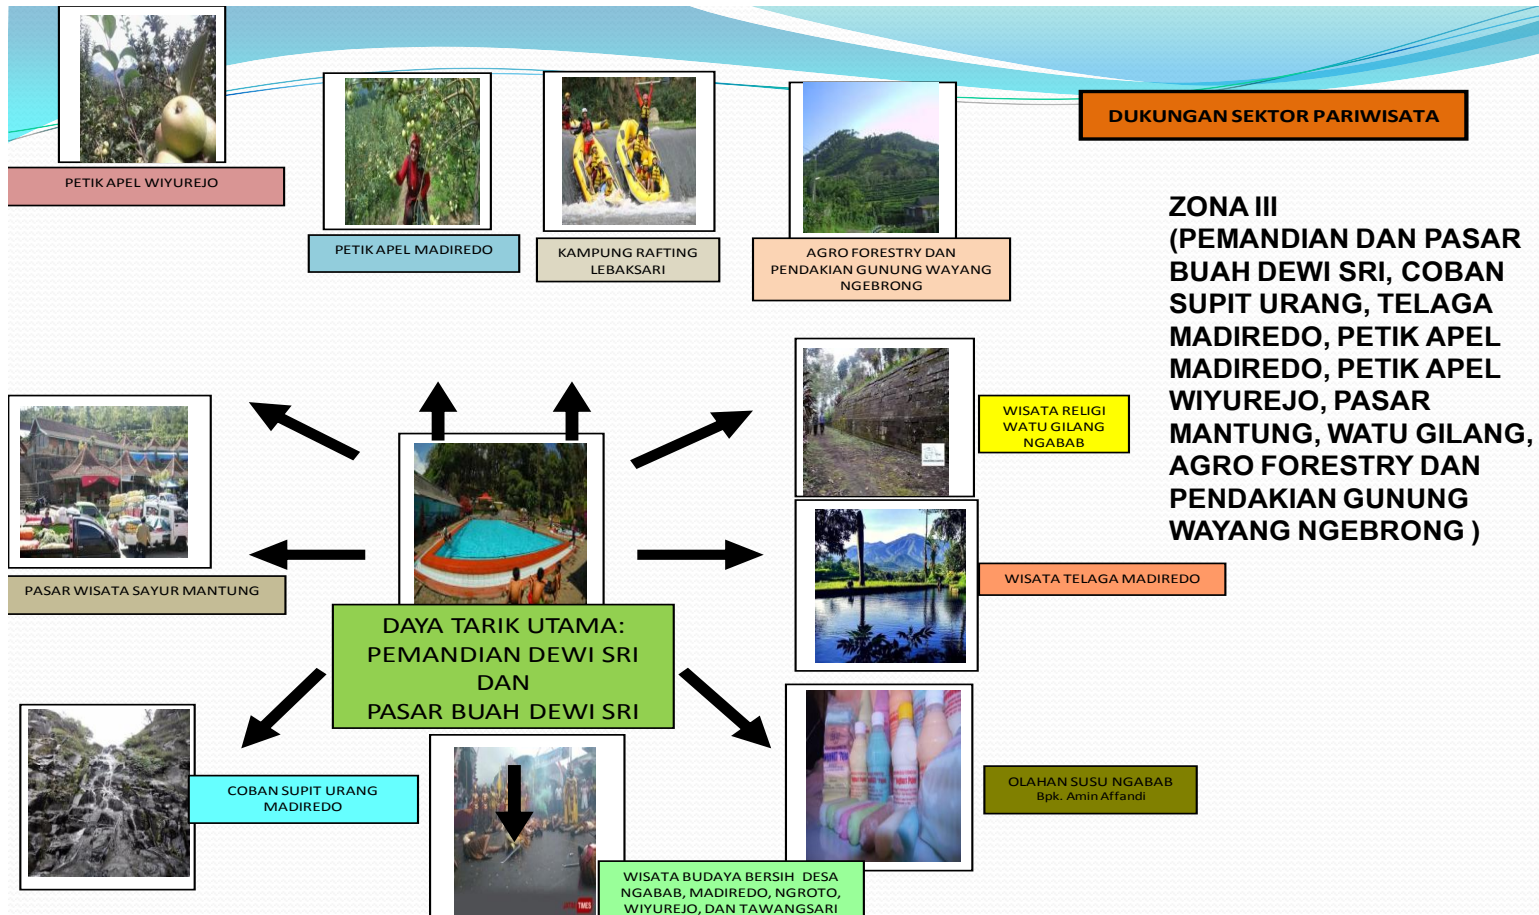 DUKUNGAN SEKTOR PARIWISATA
PETIK APEL WIYUREJO
PETIK APEL MADIREDO
KAMPUNG RAFTING
LEBAKSARI
AGRO FORESTRY DAN
PENDAKIAN GUNUNG WAYANG
NGEBRONG
ZONA III
(PEMANDIAN DAN PASAR
BUAH DEWI SRI, COBAN
SUPIT URANG, TELAGA
MADIREDO, PETIK APEL
MADIREDO, PETIK APEL
WIYUREJO, PASAR
MANTUNG, WATU GILANG,
AGRO FORESTRY DAN
PENDAKIAN GUNUNG
WAYANG NGEBRONG )
WISATA RELIGI
WATU GILANG
NGABAB
PASAR WISATA SAYUR MANTUNG
WISATA TELAGA MADIREDO
DAYA TARIK UTAMA:
PEMANDIAN DEWI SRI
DAN
PASAR BUAH DEWI SRI
COBAN SUPIT URANG
MADIREDO
OLAHAN SUSU NGABAB
Bpk. Amin Affandi
WISATA BUDAYA BERSIH  DESA
NGABAB, MADIREDO, NGROTO,
WIYUREJO, DAN TAWANGSARI
TIMES